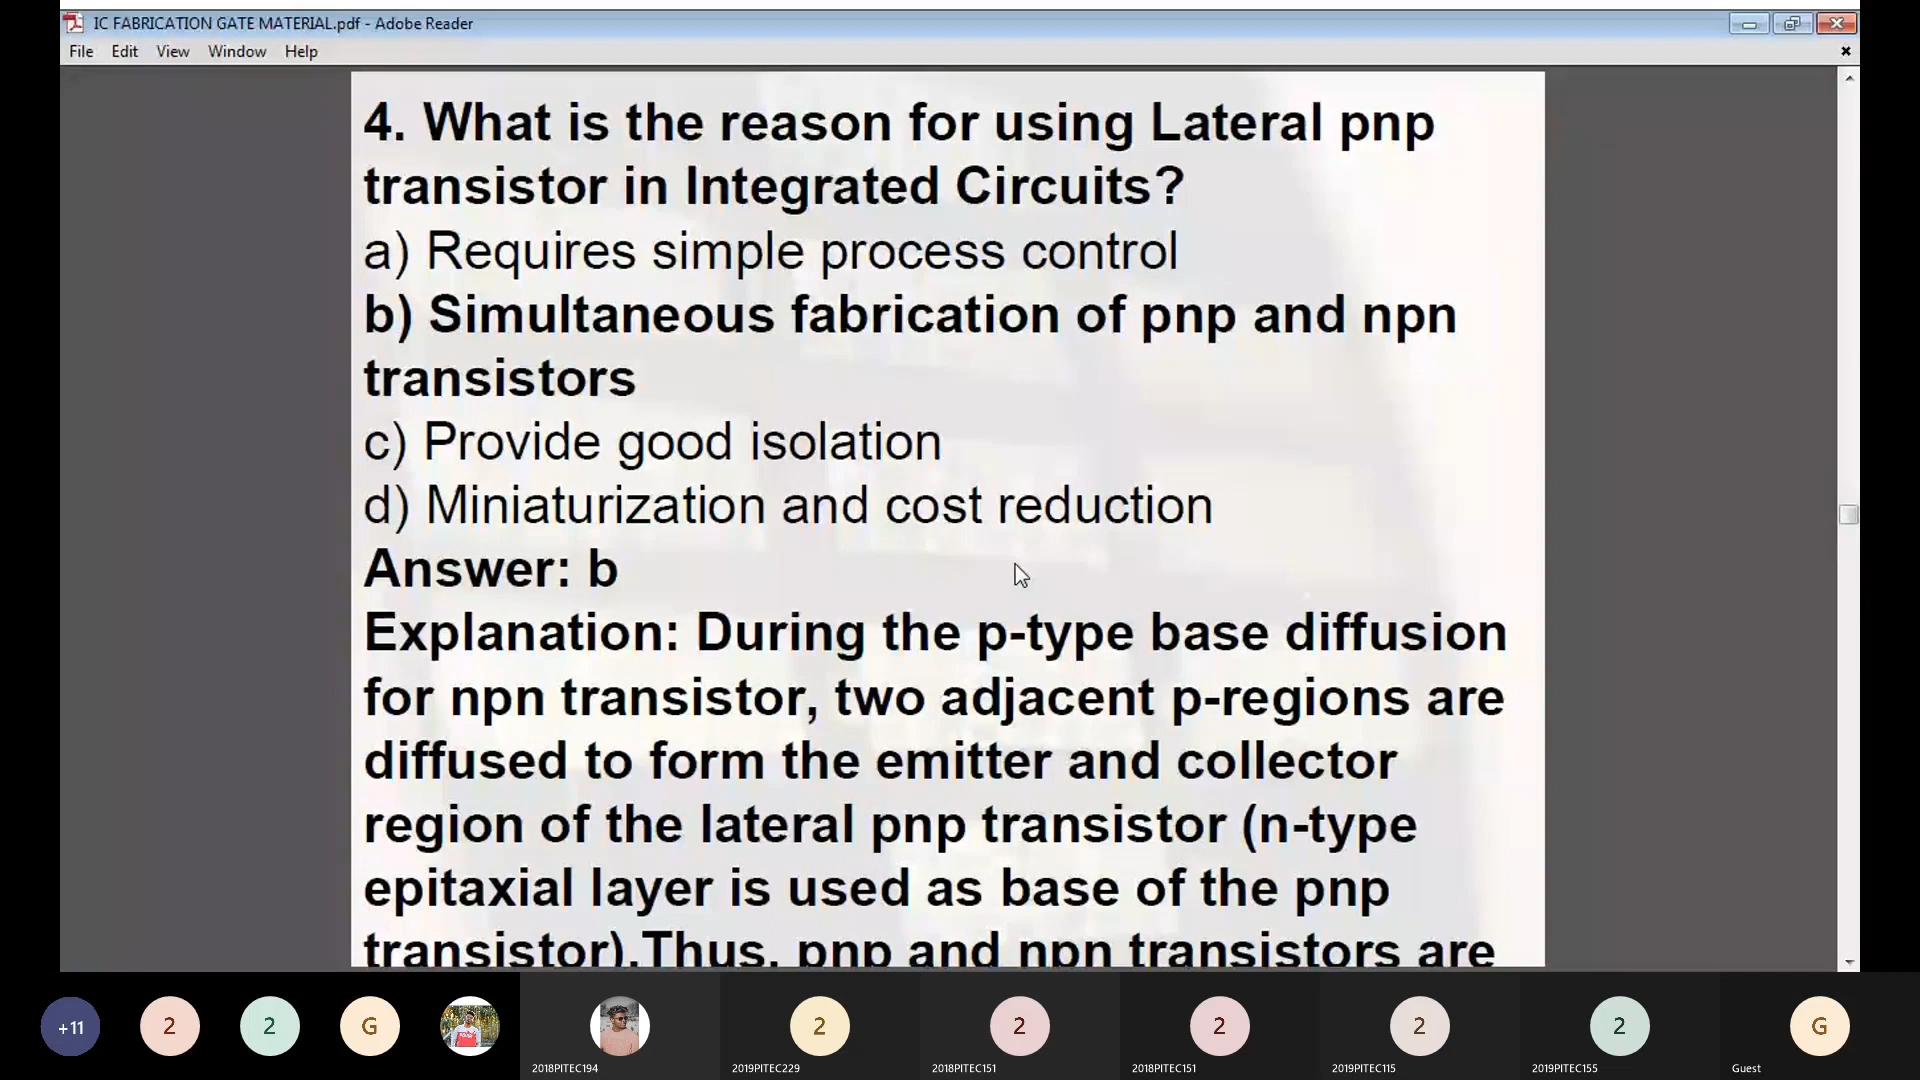 IC FABRICATION GATE MATERIAL.pdf - Adobe Reader
File Edit View Window Help
4. What is the reason for using Lateral pnp
transistor in Integrated Circuits?
a) Requires simple process control
b) Simultaneous fabrication of pnp and npn
transistors
c) Provide good isolation
d) Miniaturization and cost reduction
Answer: b
Explanation: During the p-type base diffusion
for npn transistor, two adjacent p-regions are
diffused to form the emitter and collector
region of the lateral pnp transistor (n-type
epitaxial layer is used as base of the pnp
transistor).Thus, pnp and npn transistors are
+11 2 2 G 2 2 2 2 2 G
2018PITEC194 2019PITEC229 2018PITEC151 2018PITEC151 2019PITEC115 2019PITEC155 Guest